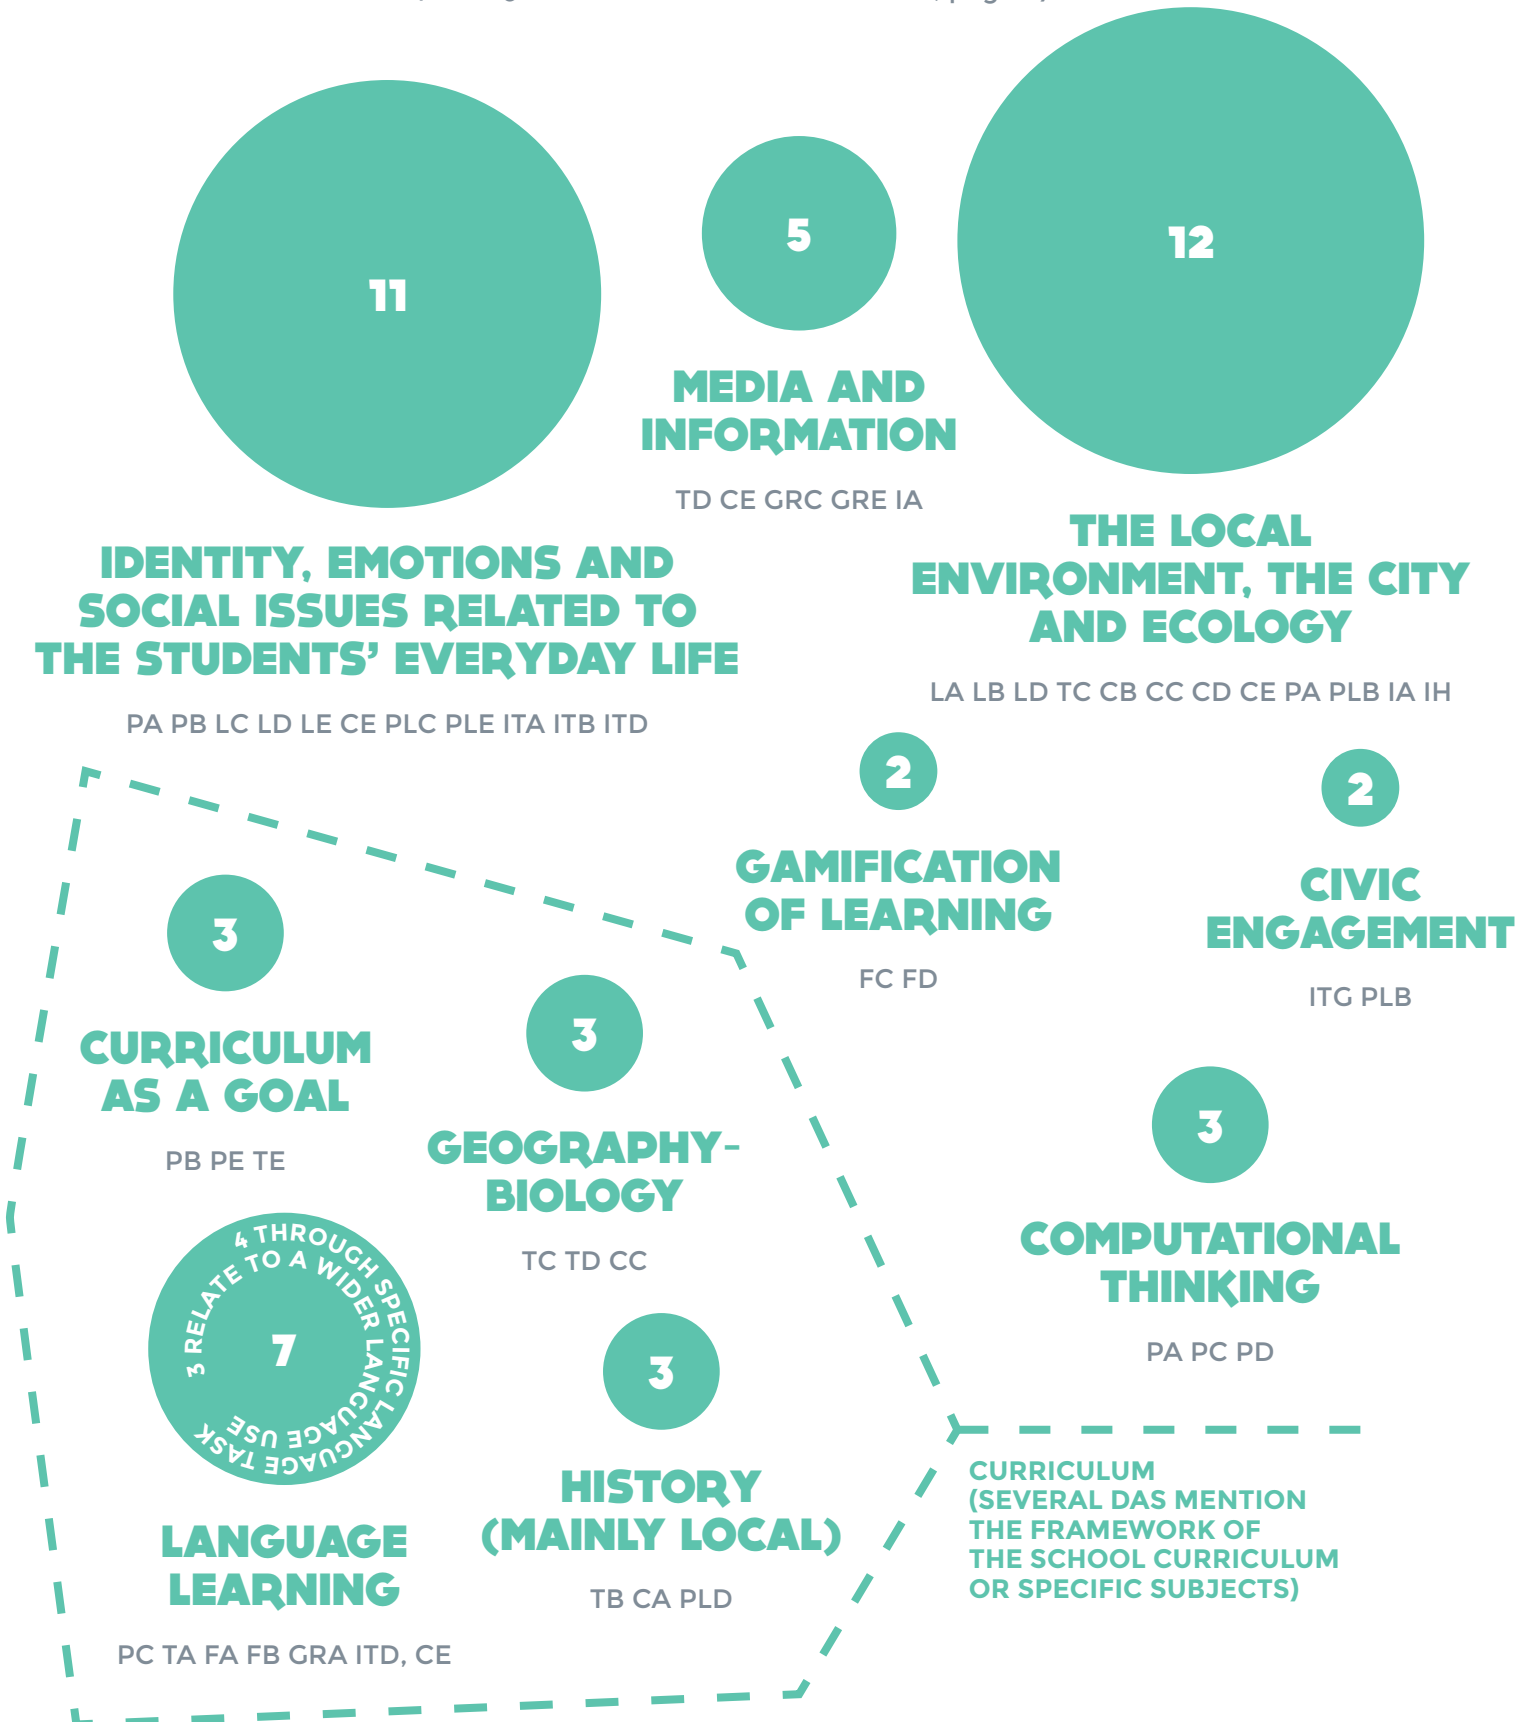 11
IDENTITY, EMOTIONS AND
SOCIAL ISSUES RELATED TO
THE STUDENTS' EVERYDAY LIFE
PA PB LC LD LE CE PLC PLE ITA ITB ITD
5
MEDIA AND
INFORMATION
TD CE GRC GRE IA
12
THE LOCAL
ENVIRONMENT, THE CITY
AND ECOLOGY
LA LB LD TC CB CC CD CE PA PLB IA IH
2
GAMIFICATION
OF LEARNING
FC FD
2
CIVIC
ENGAGEMENT
ITG PLB
3
CURRICULUM
AS A GOAL
PB PE TE
3
GEOGRAPHY-
BIOLOGY
TC TD CC
3
COMPUTATIONAL
THINKING
PA PC PD
4 THROUGH SPECIFIC LANGUAGE TASK
3 RELATE TO A WIDER LANGUAGE USE
7
LANGUAGE
LEARNING
PC TA FA FB GRA ITD, CE
3
HISTORY
(MAINLY LOCAL)
TB CA PLD
CURRICULUM
(SEVERAL DAS MENTION
THE FRAMEWORK OF
THE SCHOOL CURRICULUM
OR SPECIFIC SUBJECTS)